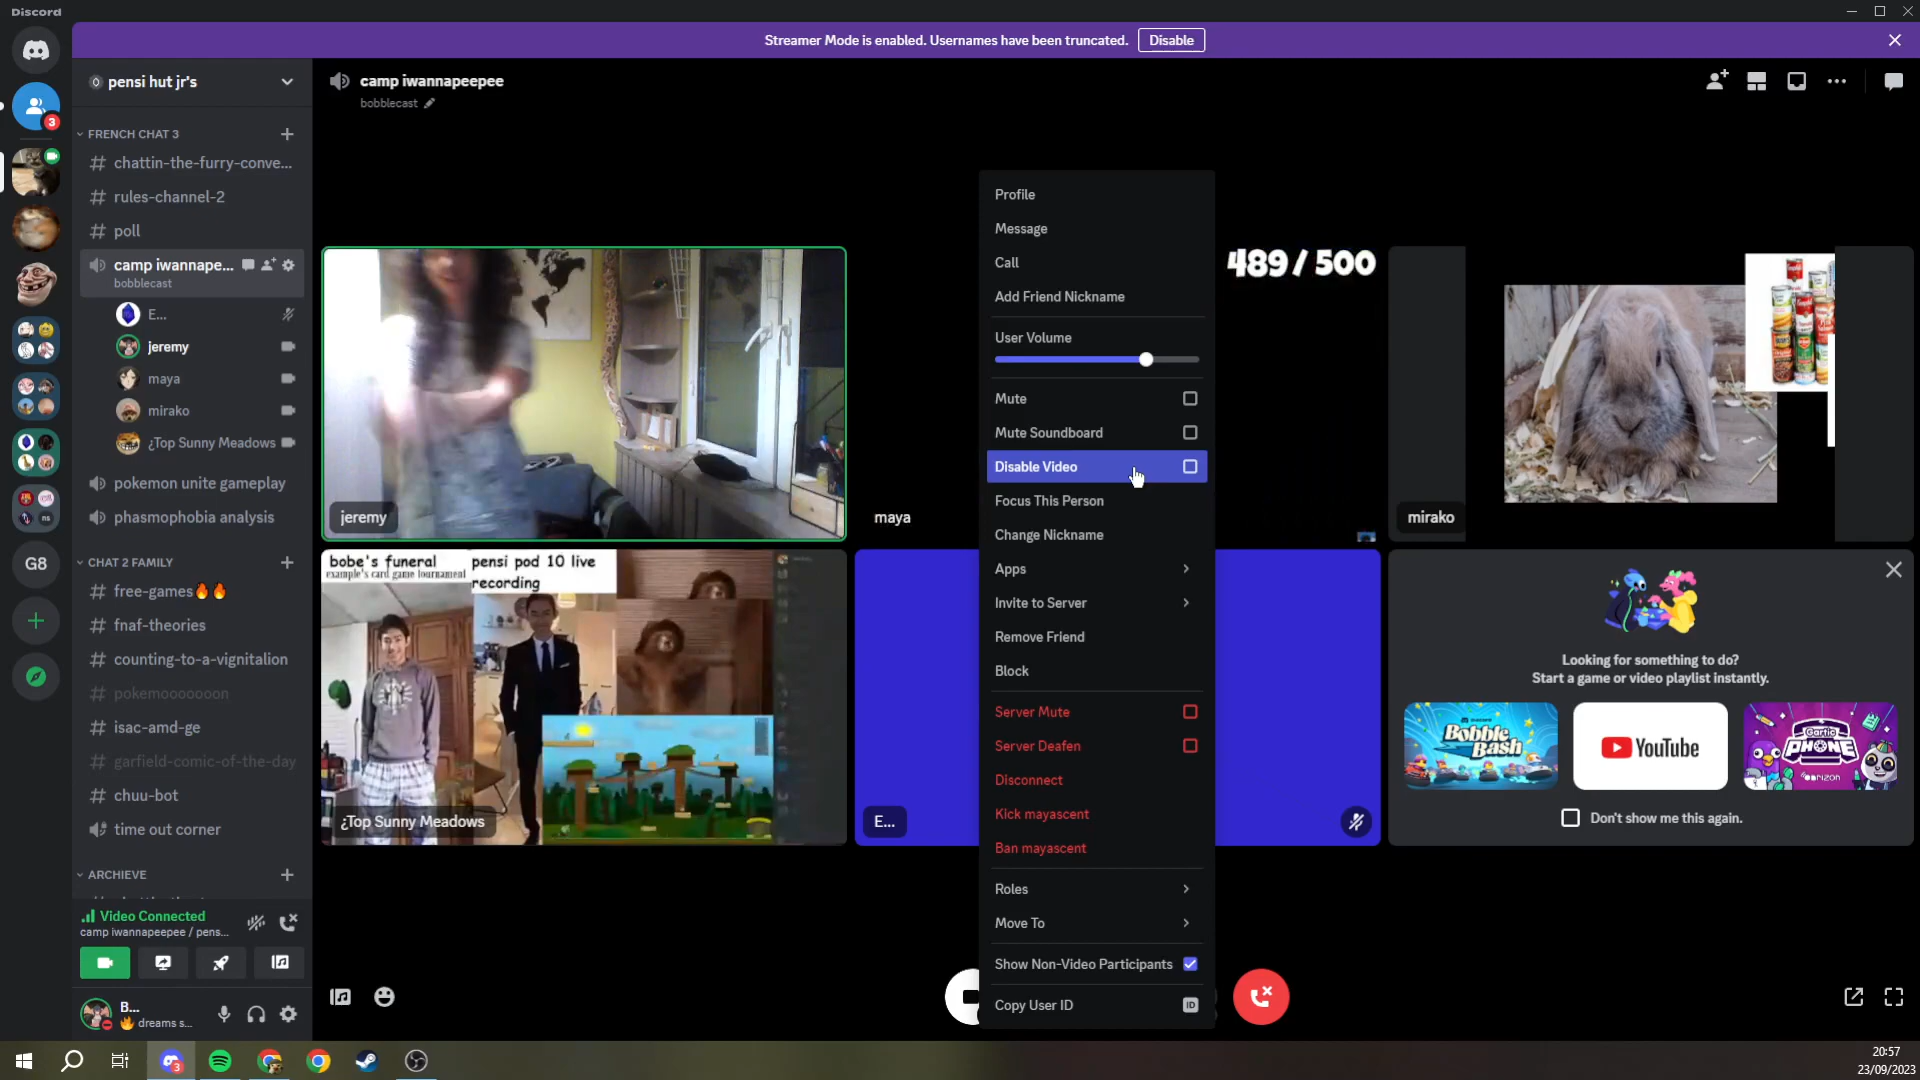 Discord
Streamer Mode is enabled. Usernames have been truncated.
Disable
3
pensi hut jr's
FRENCH CHAT 3
chattin-the-furry-conve...
rules-channel-2
poll
camp iwannape...
bobblecast
E...
jeremy
maya
mirako
¿Top Sunny Meadows
pokemon unite gameplay
phasmophobia analysis
G8
CHAT 2 FAMILY
free-games🔥🔥
fnaf-theories
counting-to-a-vignitalion
pokemooooooon
isac-amd-ge
garfield-comic-of-the-day
chuu-bot
time out corner
ARCHIEVE
Video Connected
camp iwannapeepee / pens...
B...
🔥 dreams s...
camp iwannapeepee
bobblecast
jeremy
maya
489 / 500
mirako
bobe's funeral
example's card game tournament
pensi pod 10 live
recording
¿Top Sunny Meadows
E...
Profile
Message
Call
Add Friend Nickname
User Volume
Mute
Mute Soundboard
Disable Video
Focus This Person
Change Nickname
Apps
Invite to Server
Remove Friend
Block
Server Mute
Server Deafen
Disconnect
Kick mayascent
Ban mayascent
Roles
Move To
Show Non-Video Participants
Copy User ID
ID
Looking for something to do?
Start a game or video playlist instantly.
Bobble
Bash
YouTube
Gartic
PHONE
Don't show me this again.
3
20:57
23/09/2023